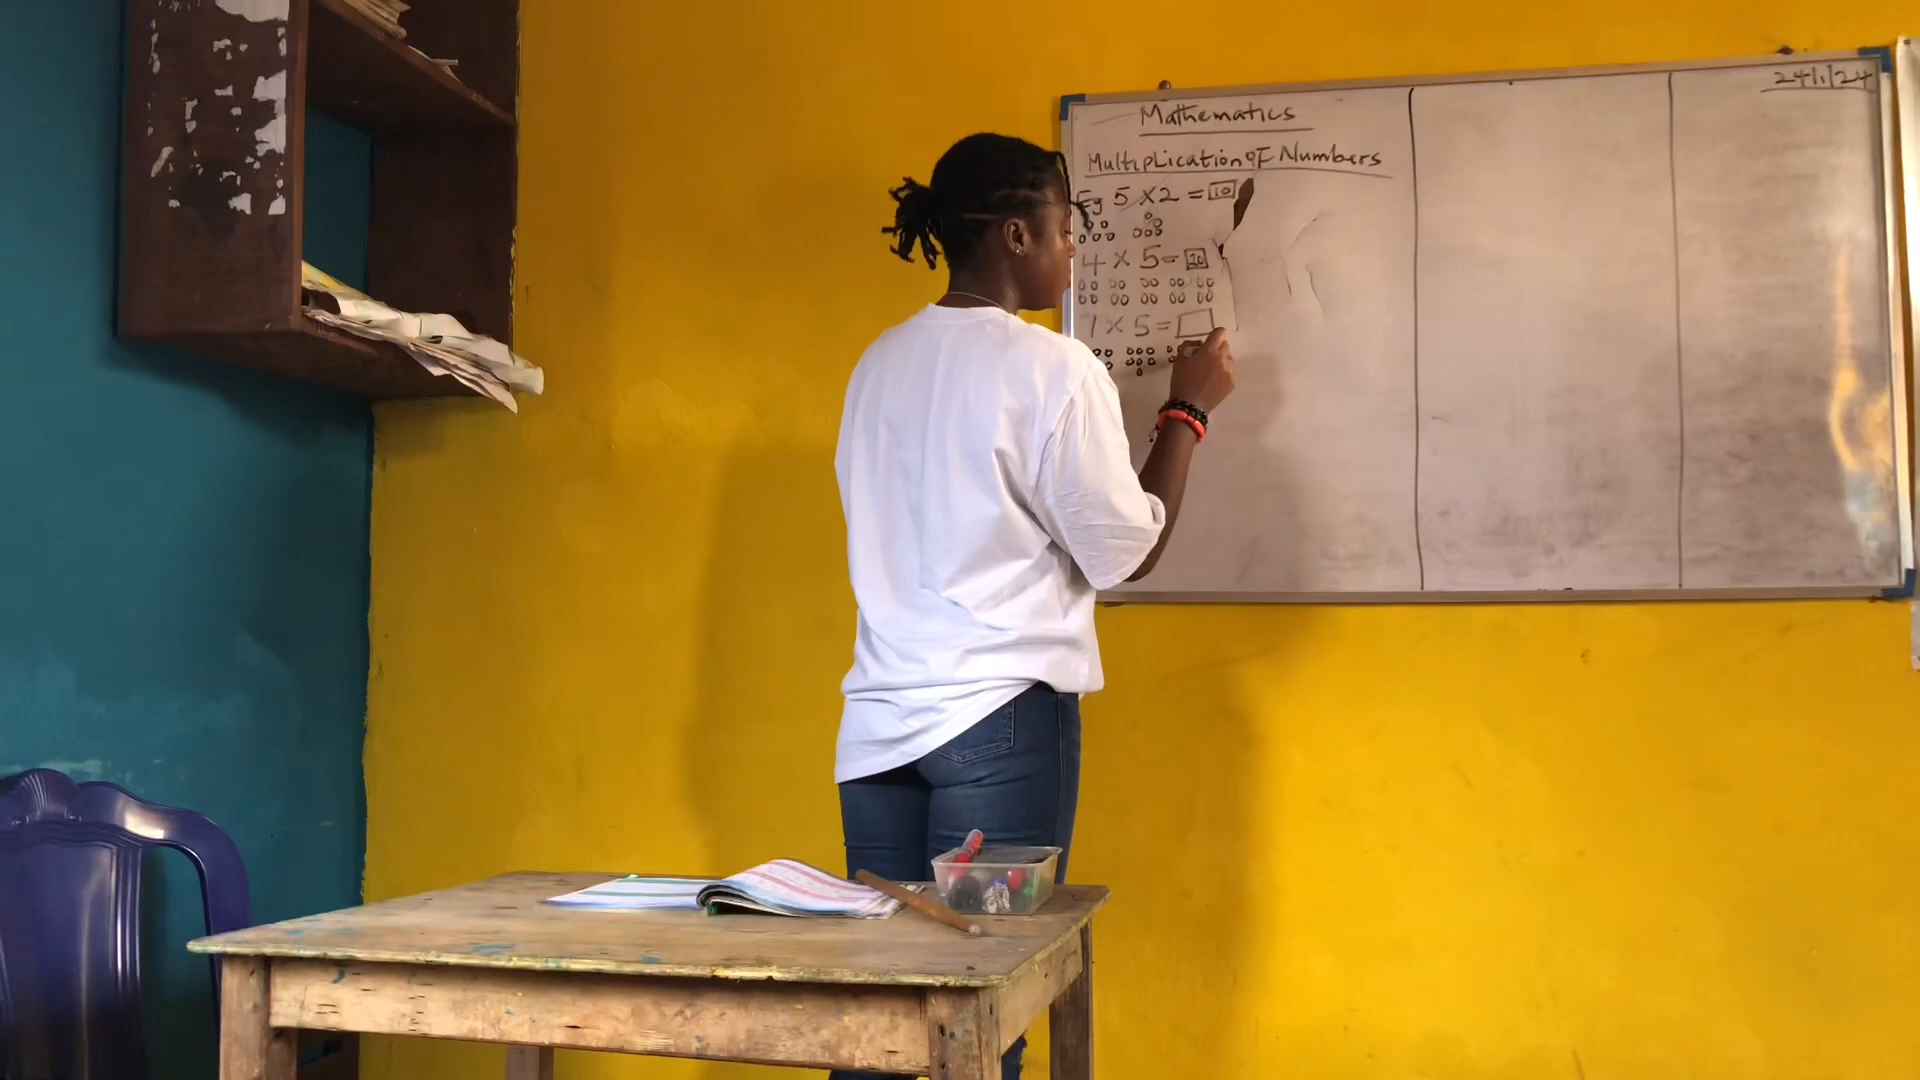 24/1/24
Mathematics
Multiplication of Numbers
Eg 5 x 2 = 10
4 x 5 = 20
7 x 5 =